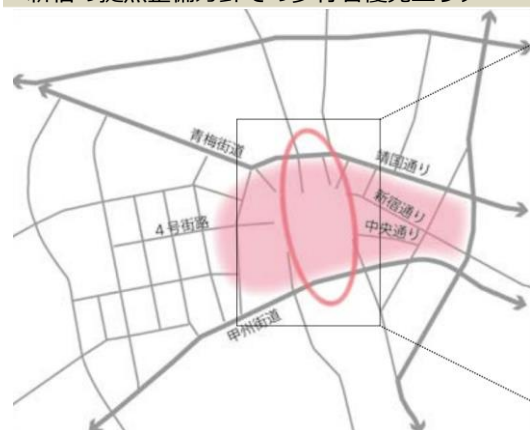 新宿の拠点整備方針での歩行者優先エリア
青梅街道
靖国通り
新宿通り
4号街路
中央通り
甲州街道